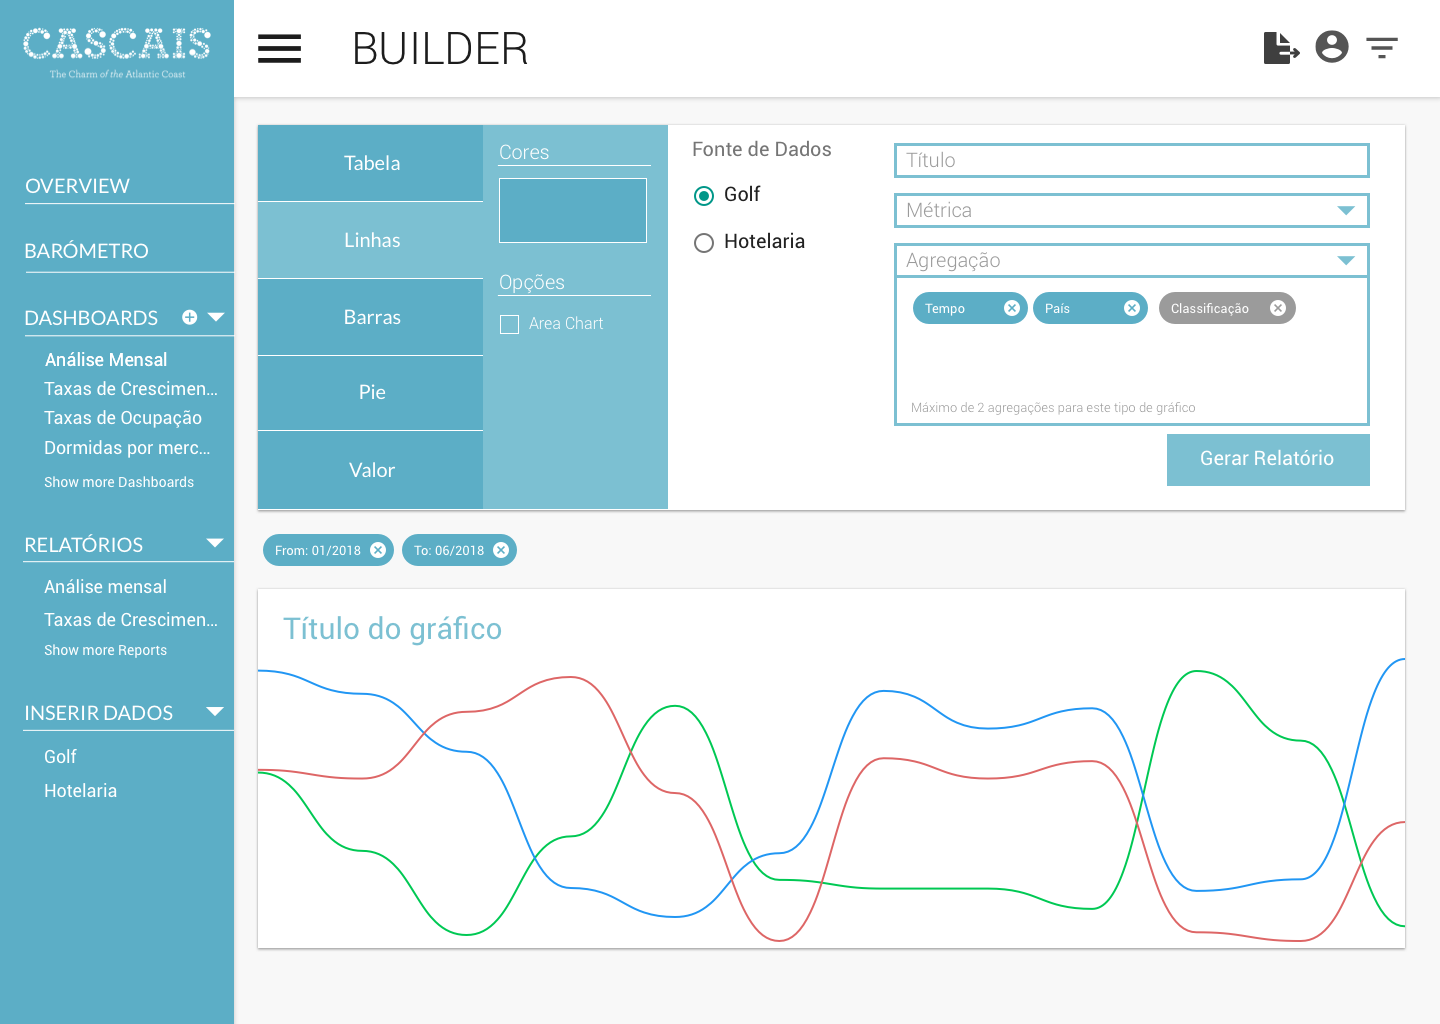 CASCAIS
The Charm of the Atlantic Coast
BUILDER
OVERVIEW
BARÓMETRO
DASHBOARDS
Análise Mensal
Taxas de Crescimen...
Taxas de Ocupação
Dormidas por merc...
Show more Dashboards
RELATÓRIOS
Análise mensal
Taxas de Crescimen...
Show more Reports
INSERIR DADOS
Golf
Hotelaria
Tabela
Linhas
Barras
Pie
Valor
Cores
Opções
Area Chart
Fonte de Dados
Golf
Hotelaria
Título
Métrica
Agregação
Tempo
País
Classificação
Máximo de 2 agregações para este tipo de gráfico
Gerar Relatório
From: 01/2018
To: 06/2018
Título do gráfico